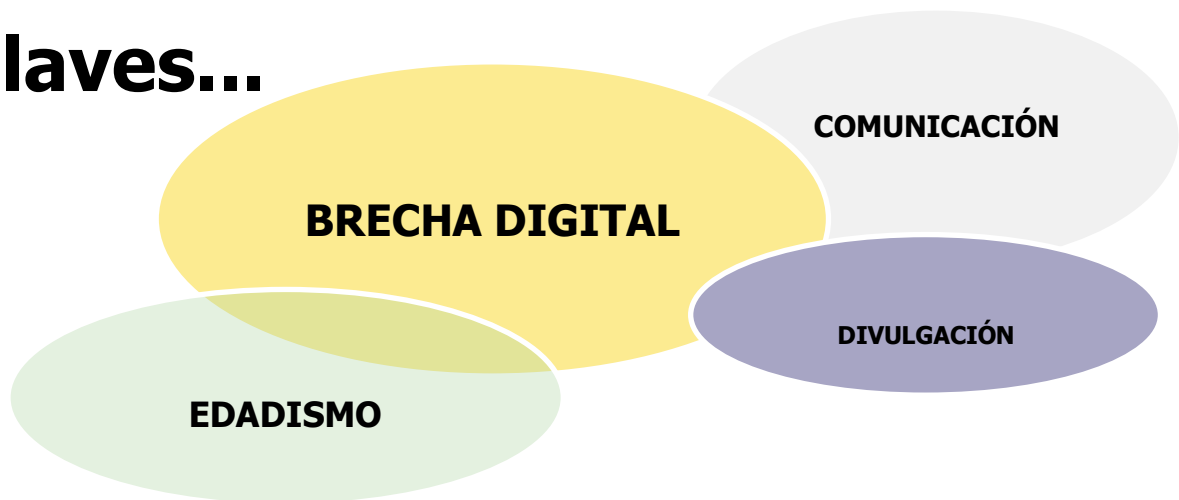 laves...
COMUNICACIÓN
BRECHA DIGITAL
DIVULGACIÓN
EDADISMO